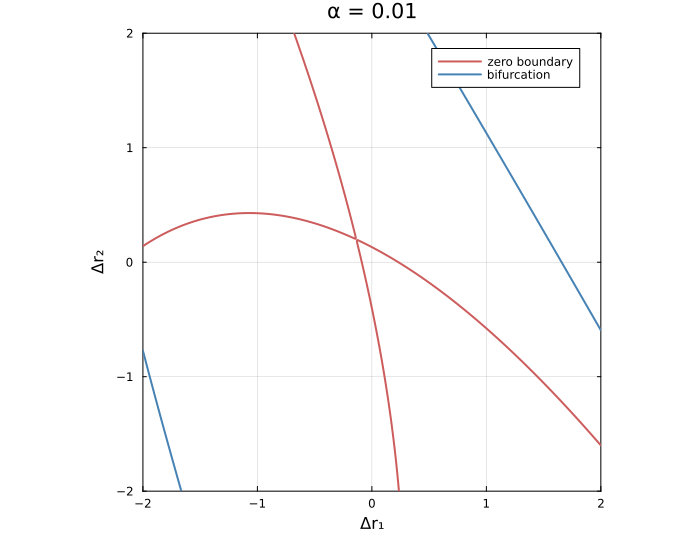 α = 0.01
zero boundary
bifurcation
2
1
0
−1
−2
Δr₂
−2 −1 0 1 2
Δr₁